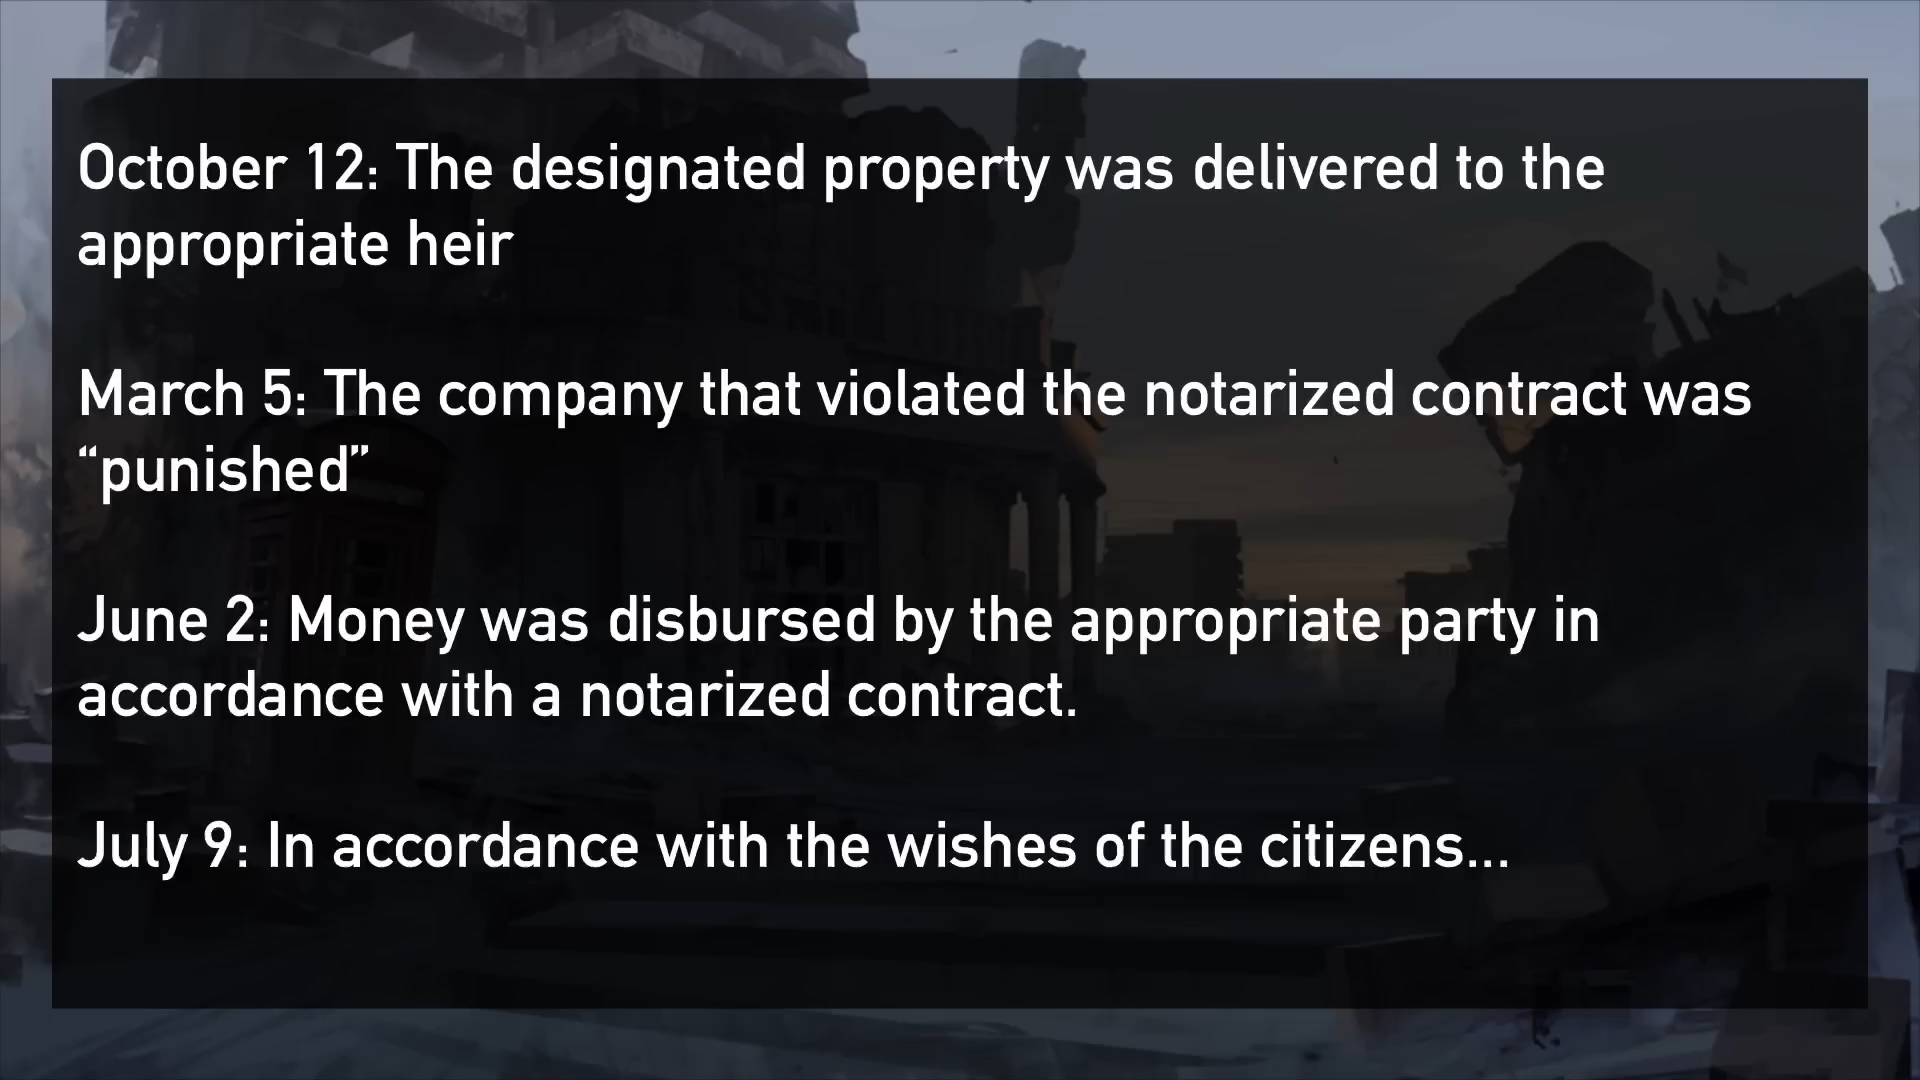 October 12: The designated property was delivered to the
appropriate heir
March 5: The company that violated the notarized contract was
“punished”
June 2: Money was disbursed by the appropriate party in
accordance with a notarized contract.
July 9: In accordance with the wishes of the citizens...